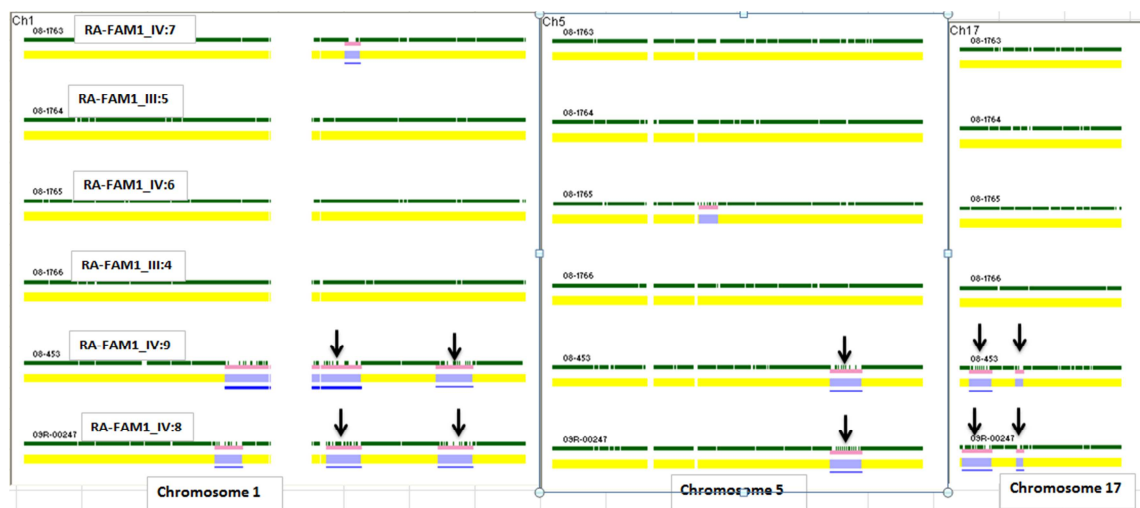 Ch1
RA-FAM1_IV:7
08-1763
RA-FAM1_III:5
08-1764
RA-FAM1_IV:6
08-1765
RA-FAM1_III:4
08-1766
RA-FAM1_IV:9
08-453
RA-FAM1_IV:8
09R-00247
Chromosome 1
Ch5
08-1763
08-1764
08-1765
08-1766
08-453
09R-00247
Chromosome 5
Ch17
08-1763
08-1764
08-1765
08-1766
08-453
09R-00247
Chromosome 17